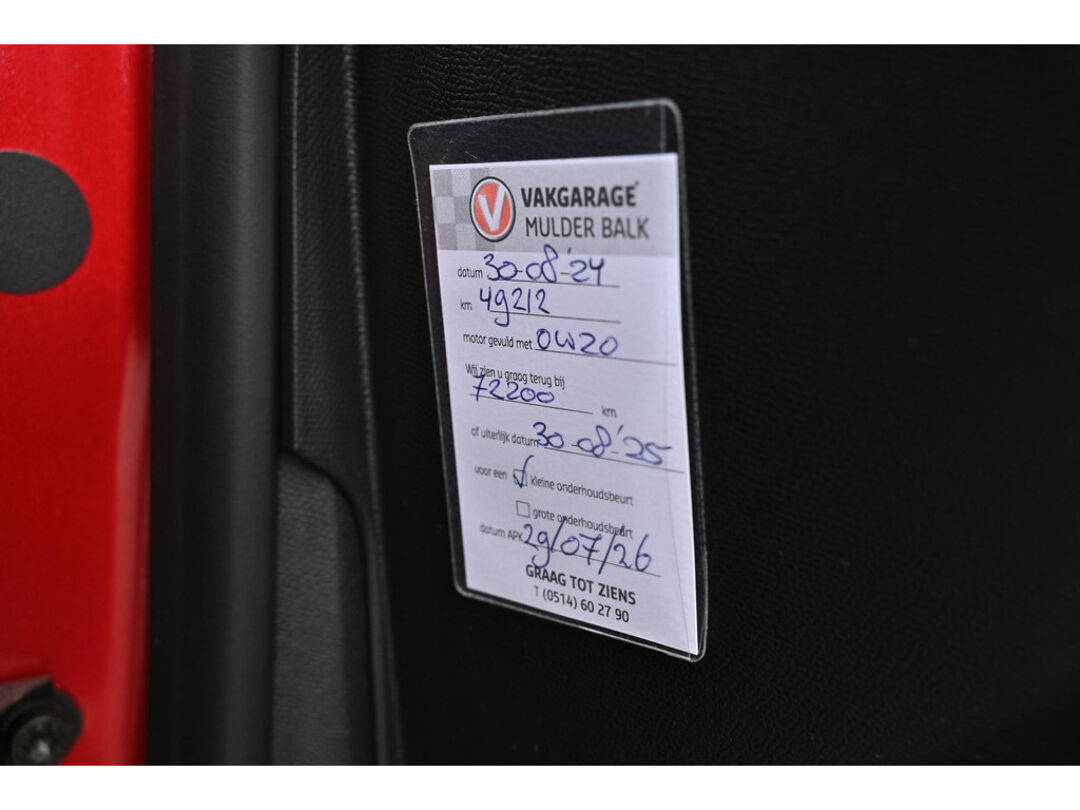 V
VAKGARAGE
MULDER BALK
datum 30-08-'24
km 49212
motor gevuld met 0W20
Wij zien u graag terug bij
72200 km
of uiterlijk datum 30-08-'25
voor een kleine onderhoudsbeurt
grote onderhoudsbeurt
datum APK 29/07/26
GRAAG TOT ZIENS
T (0514) 60 27 90